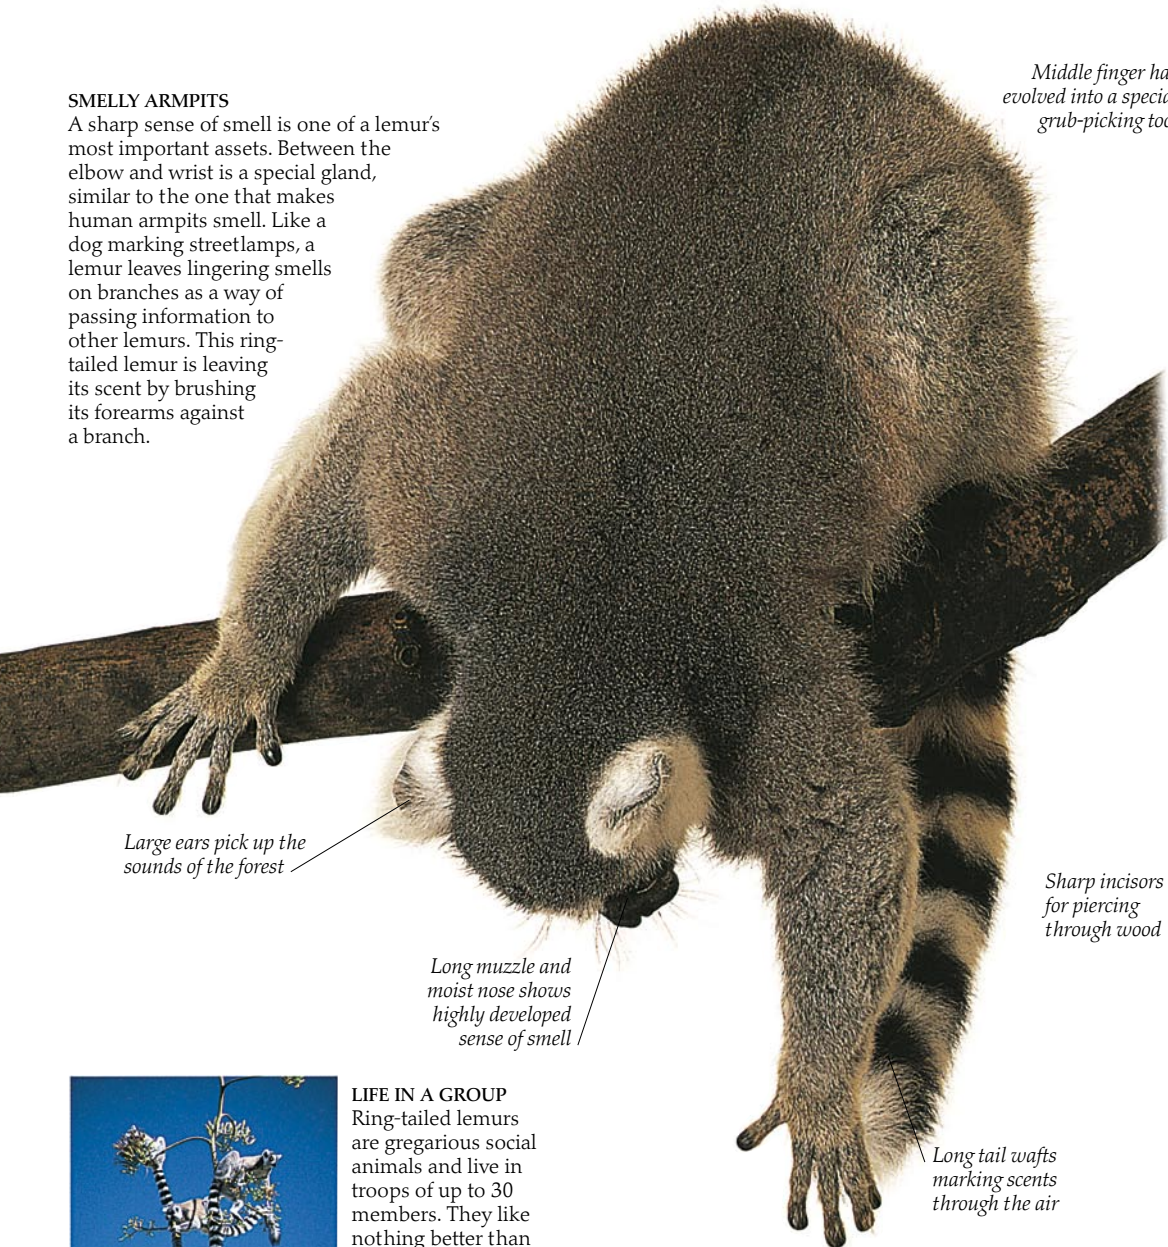 SMELLY ARMPITS
A sharp sense of smell is one of a lemur's
most important assets. Between the
elbow and wrist is a special gland,
similar to the one that makes
human armpits smell. Like a
dog marking streetlamps, a
lemur leaves lingering smells
on branches as a way of
passing information to
other lemurs. This ring-
tailed lemur is leaving
its scent by brushing
its forearms against
a branch.
Middle finger
evolved into a
grub-picking
Large ears pick up the
sounds of the forest
Sharp incisors
for piercing
through wood
Long muzzle and
moist nose shows
highly developed
sense of smell
LIFE IN A GROUP
Ring-tailed lemurs
are gregarious social
animals and live in
troops of up to 30
members. They like
nothing better than
Long tail wafts
marking scents
through the air